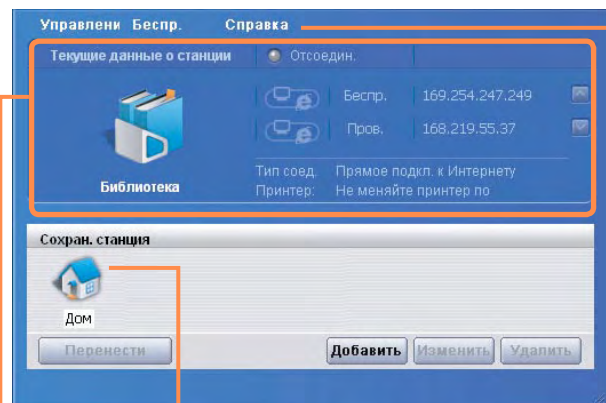 Управлени Беспр. Справка
Текущие данные о станции Отсоедин.
Беспр. 169.254.247.249
Пров. 168.219.55.37
Библиотека
Тип соед. Прямое подкл. к Интернету
Принтер: Не меняйте принтер по
Сохран. станция
Дом
Перенести Добавить Изменить Удалить